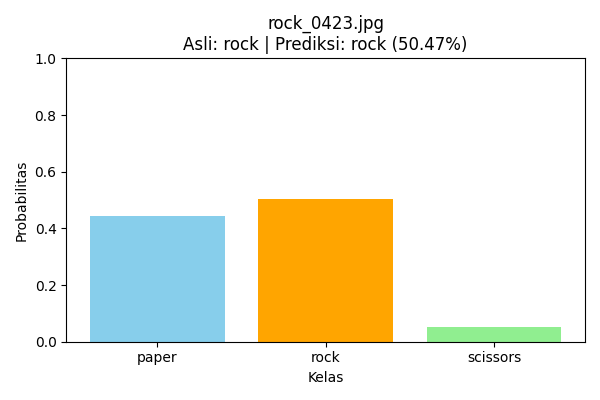 rock_0423.jpg
Asli: rock | Prediksi: rock (50.47%)
1.0
0.8
0.6
0.4
0.2
0.0
Probabilitas
paper rock scissors
Kelas